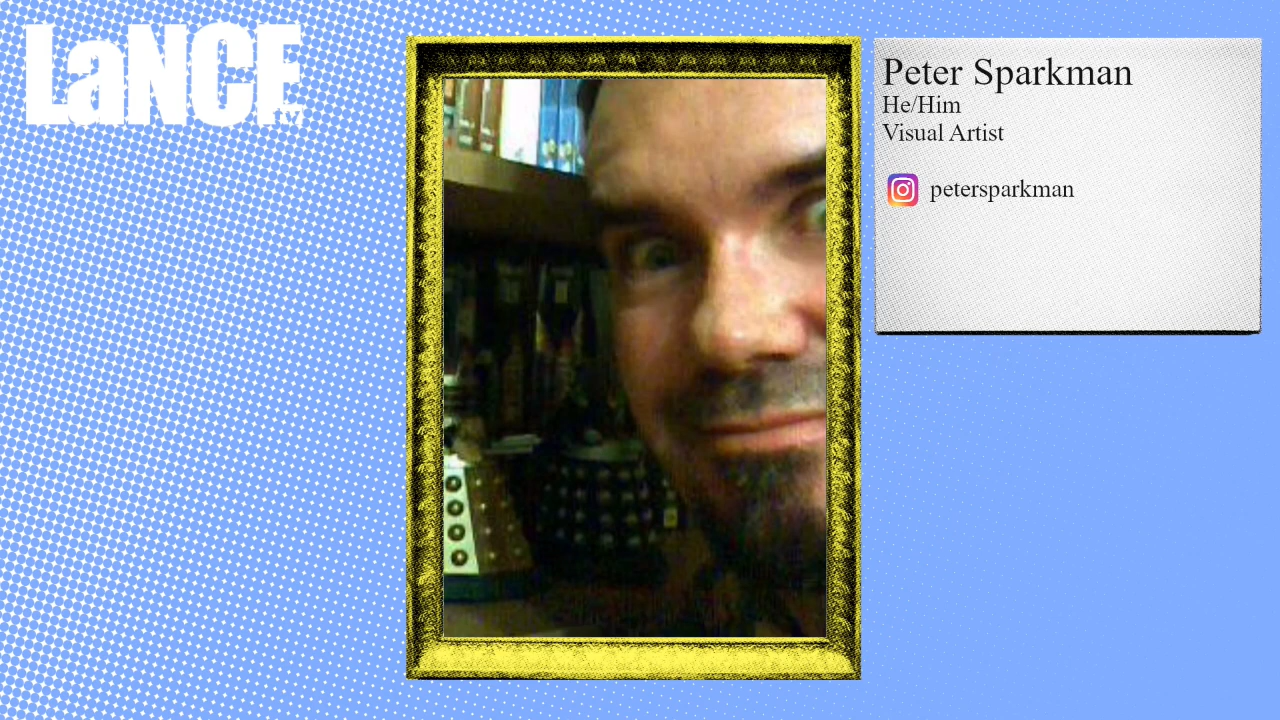 LaNCE
.tv
Peter Sparkman
He/Him
Visual Artist
petersparkman